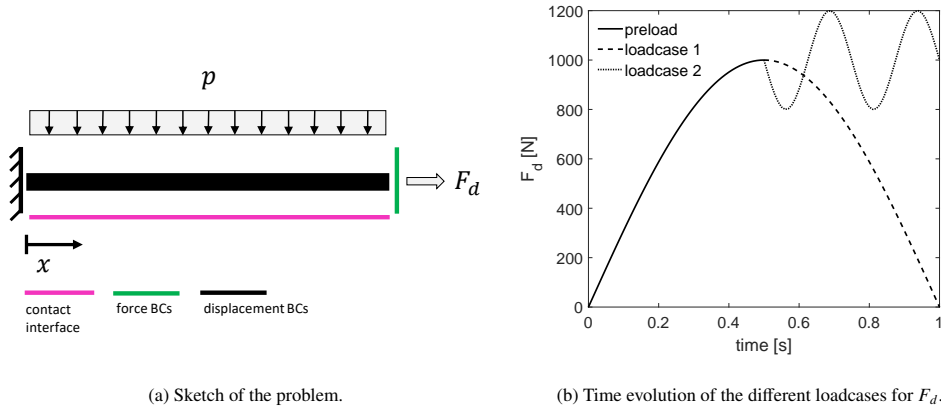 p
F_d
x
contact
interface
force BCs
displacement BCs
(a) Sketch of the problem.
1200
1000
800
600
400
200
0
F_d [N]
preload
loadcase 1
loadcase 2
0
0.2
0.4
0.6
0.8
1
time [s]
(b) Time evolution of the different loadcases for F_d.